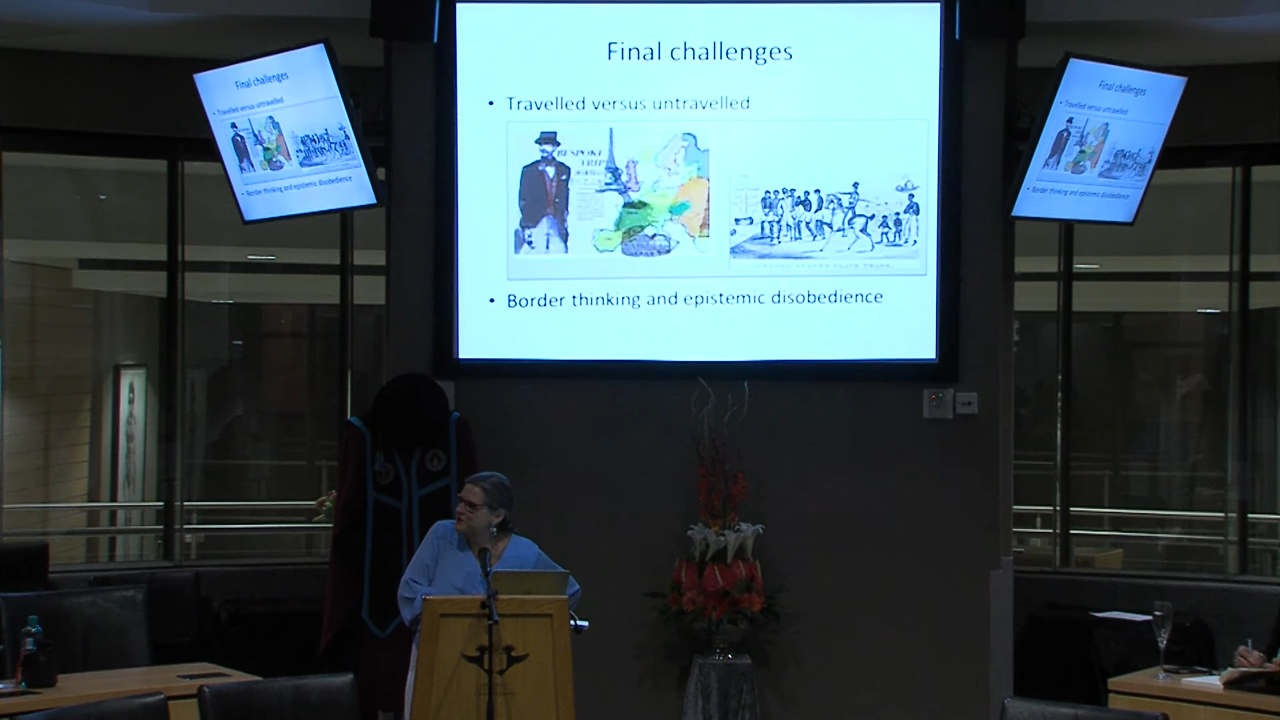 Final challenges
• Travelled versus untravelled
BESPOKE
TRIP
• Border thinking and epistemic disobedience
Final challenges
• Travelled versus untravelled
• Border thinking and epistemic disobedience
Final challenges
• Travelled versus untravelled
• Border thinking and epistemic disobedience